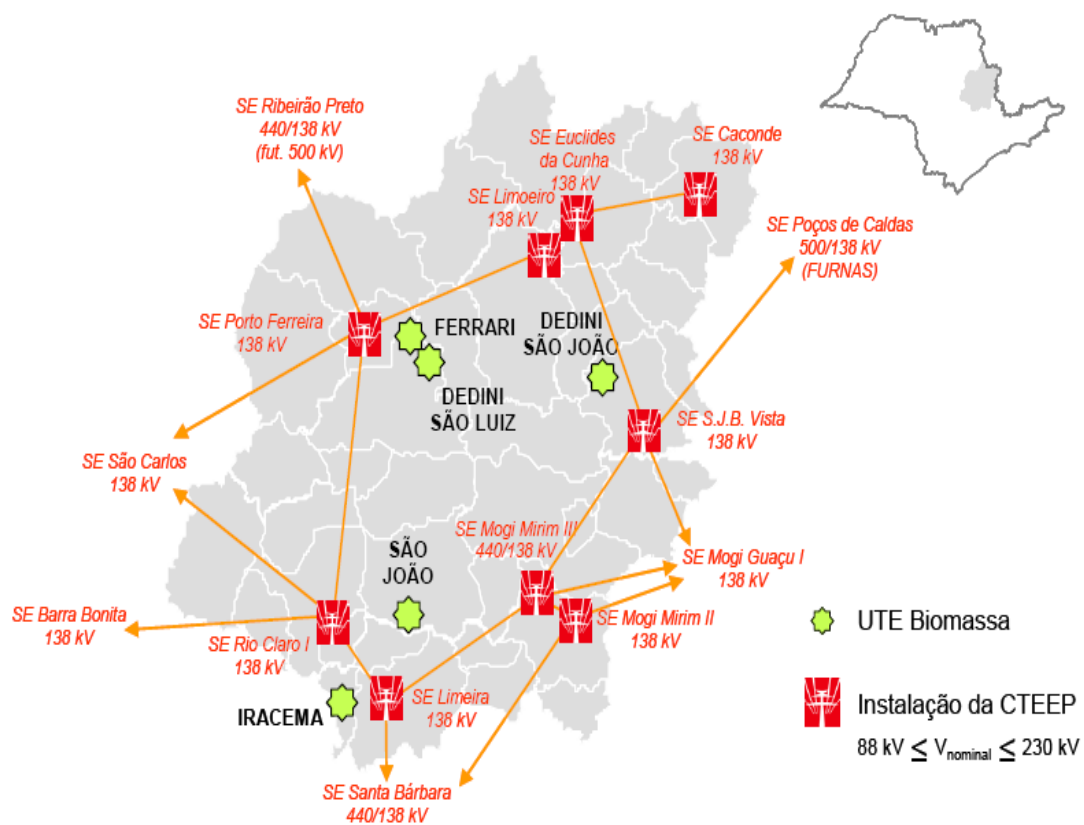 SE Ribeirão Preto
440/138 kV
(fut. 500 kV)
SE Euclides
da Cunha
138 kV
SE Caconde
138 kV
SE Limoeiro
138 kV
SE Poços de Caldas
500/138 kV
(FURNAS)
SE Porto Ferreira
138 kV
FERRARI
DEDINI
SÃO JOÃO
DEDINI
SÃO LUIZ
SE S.J.B. Vista
138 kV
SE São Carlos
138 kV
SE Mogi Mirim III
440/138 kV
SÃO
JOÃO
SE Mogi Guaçu I
138 kV
SE Barra Bonita
138 kV
SE Rio Claro I
138 kV
SE Mogi Mirim II
138 kV
UTE Biomassa
IRACEMA
SE Limeira
138 kV
Instalação da CTEEP
88 kV ≤ Vnominal ≤ 230 kV
SE Santa Bárbara
440/138 kV